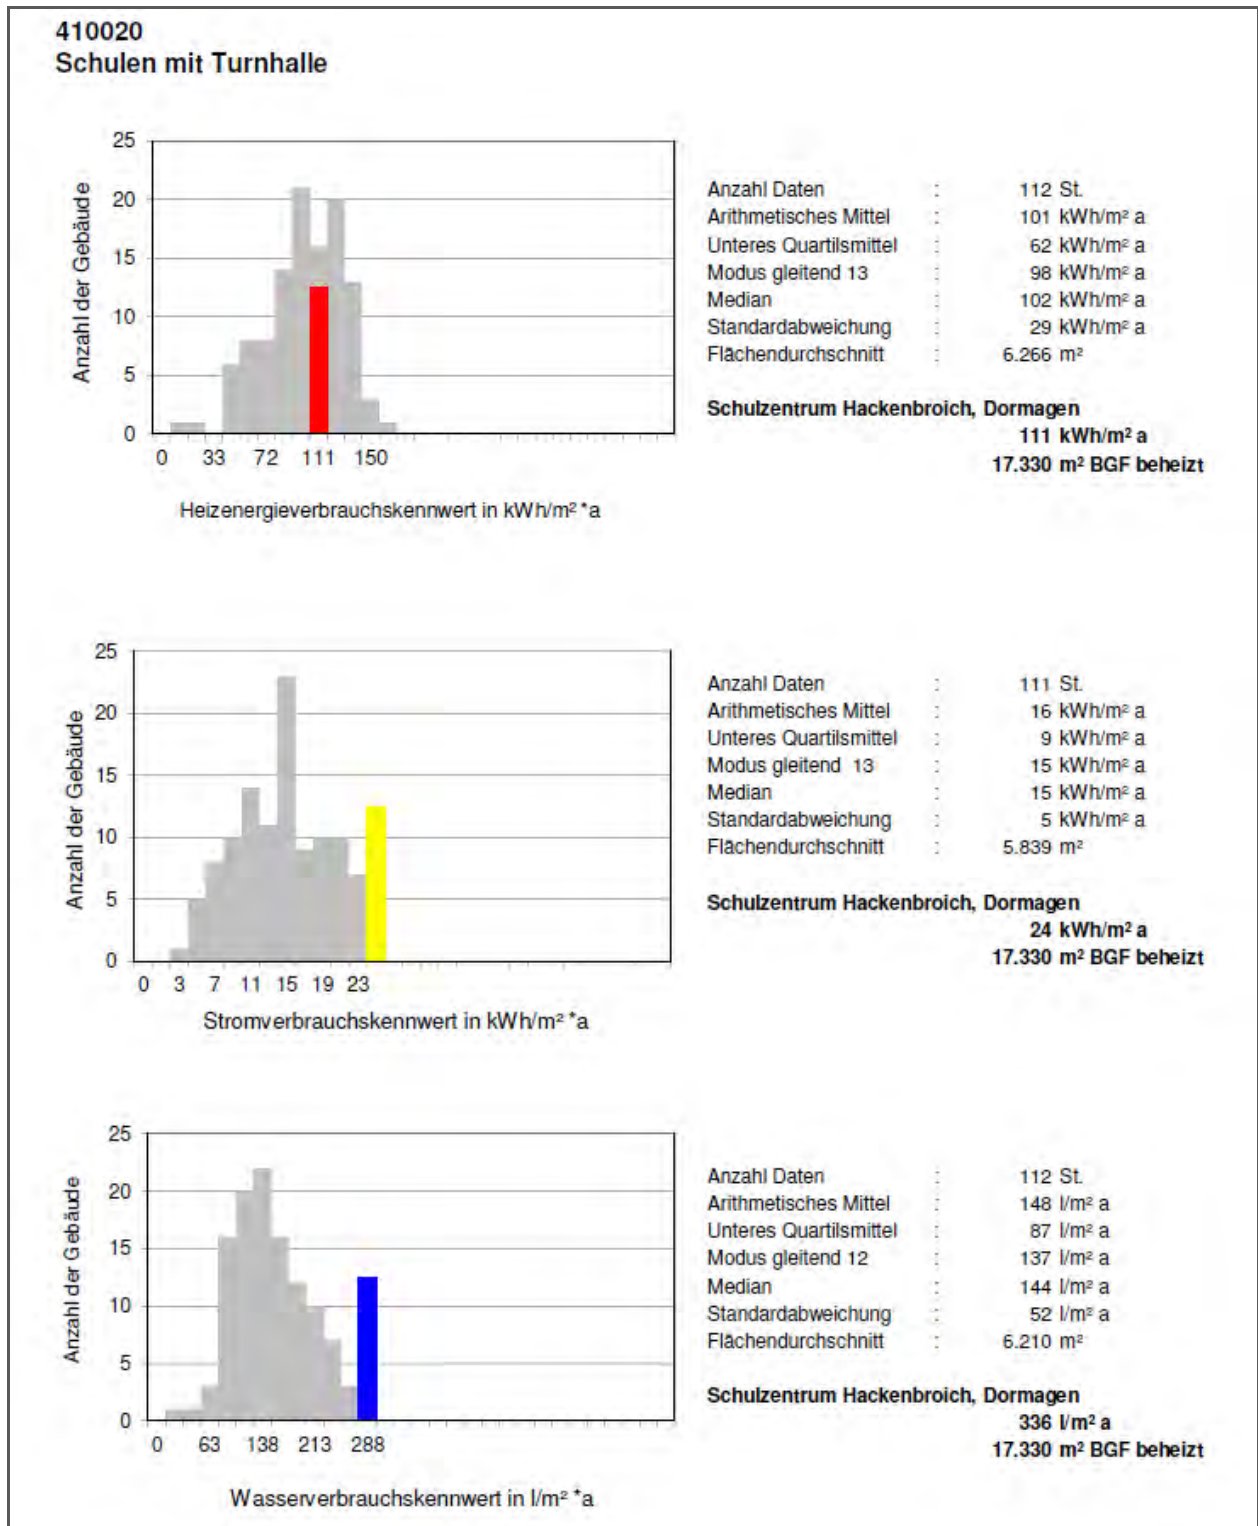 410020
Schulen mit Turnhalle
25
20
15
10
5
0
Anzahl der Gebäude
0 33 72 111 150
Heizenergieverbrauchskennwert in kWh/m² *a
Anzahl Daten : 112 St.
Arithmetisches Mittel : 101 kWh/m² a
Unteres Quartilsmittel : 62 kWh/m² a
Modus gleitend 13 : 98 kWh/m² a
Median : 102 kWh/m² a
Standardabweichung : 29 kWh/m² a
Flächendurchschnitt : 6.266 m²
Schulzentrum Hackenbroich, Dormagen
111 kWh/m² a
17.330 m² BGF beheizt
25
20
15
10
5
0
Anzahl der Gebäude
0 3 7 11 15 19 23
Stromverbrauchskennwert in kWh/m² *a
Anzahl Daten : 111 St.
Arithmetisches Mittel : 16 kWh/m² a
Unteres Quartilsmittel : 9 kWh/m² a
Modus gleitend 13 : 15 kWh/m² a
Median : 15 kWh/m² a
Standardabweichung : 5 kWh/m² a
Flächendurchschnitt : 5.839 m²
Schulzentrum Hackenbroich, Dormagen
24 kWh/m² a
17.330 m² BGF beheizt
25
20
15
10
5
0
Anzahl der Gebäude
0 63 138 213 288
Wasserverbrauchskennwert in l/m² *a
Anzahl Daten : 112 St.
Arithmetisches Mittel : 148 l/m² a
Unteres Quartilsmittel : 87 l/m² a
Modus gleitend 12 : 137 l/m² a
Median : 144 l/m² a
Standardabweichung : 52 l/m² a
Flächendurchschnitt : 6.210 m²
Schulzentrum Hackenbroich, Dormagen
336 l/m² a
17.330 m² BGF beheizt